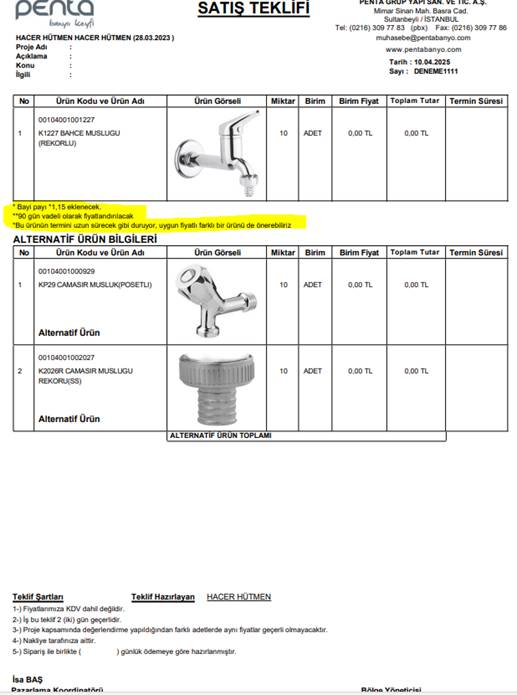 penta
banyo keyfi
SATIŞ TEKLİFİ
PENTA GRUP YAPI SAN. VE TİC. A.Ş.
Mimar Sinan Mah. Basra Cad.
Sultanbeyli / İSTANBUL
Tel: (0216) 309 77 83 (pbx) Fax: (0216) 309 77 86
muhasebe@pentabanyo.com
www.pentabanyo.com
Tarih : 10.04.2025
Sayı : DENEME1111
HACER HÜTMEN HACER HÜTMEN (28.03.2023 )
Proje Adı :
Açıklama :
Konu :
İlgili :
No Ürün Kodu ve Ürün Adı Ürün Görseli Miktar Birim Birim Fiyat Toplam Tutar Termin Süresi
00104001001227
1 K1227 BAHCE MUSLUGU 10 ADET 0,00 TL 0,00 TL
(REKORLU)
* Bayi payı *1,15 eklenecek.
**90 gün vadeli olarak fiyatlandırılacak
*Bu ürünün termini uzun sürecek gibi duruyor, uygun fiyatlı farklı bir ürünü de önerebiliriz
ALTERNATİF ÜRÜN BİLGİLERİ
No Ürün Kodu ve Ürün Adı Ürün Görseli Miktar Birim Birim Fiyat Toplam Tutar Termin Süresi
00104001000929
1 KP29 CAMASIR MUSLUK(POSETLI) 10 ADET 0,00 TL 0,00 TL
Alternatif Ürün
00104001002027
2 K2026R CAMASIR MUSLUGU 10 ADET 0,00 TL 0,00 TL
REKORU(SS)
Alternatif Ürün
ALTERNATİF ÜRÜN TOPLAMI
Teklif Şartları Teklif Hazırlayan HACER HÜTMEN
1-) Fiyatlarımıza KDV dahil değildir.
2-) İş bu teklif 2 (iki) gün geçerlidir.
3-) Proje kapsamında değerlendirme yapıldığından farklı adetlerde aynı fiyatlar geçerli olmayacaktır.
4-) Nakliye tarafınıza aittir.
5-) Sipariş ile birlikte ( ) günlük ödemeye göre hazırlanmıştır.
İsa BAŞ
Pazarlama Koordinatörü Bölge Yöneticisi